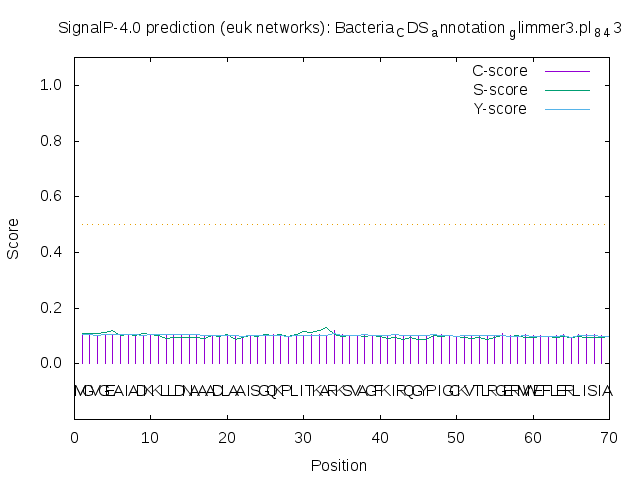 SignalP-4.0 prediction (euk networks): Bacteria_CDS_annotation_glimmer3.pl_8_4_3
C-score
S-score
Y-score
1.0
0.8
0.6
0.4
0.2
0.0
Score
MGVGEAIADKKLLDNAAADLAAISGQKPLITKARKSVAGFKIRQGYPIGCKVTLRGERMWEFLERLISIA
0 10 20 30 40 50 60 70
Position